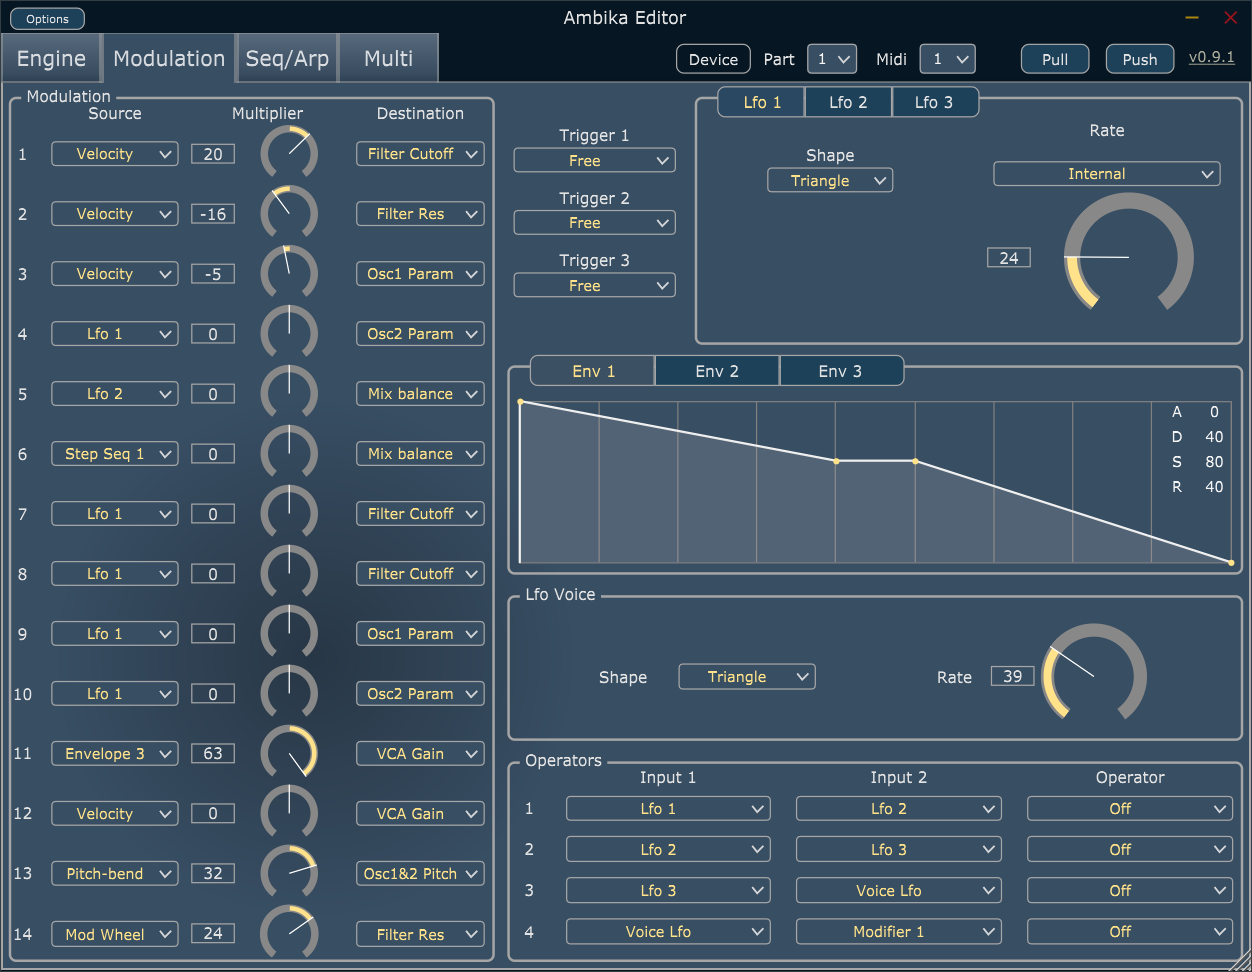 Options
Ambika Editor
Engine Modulation Seq/Arp Multi
Device Part 1 Midi 1 Pull Push v0.9.1
Modulation
Source Multiplier Destination
1 Velocity 20 Filter Cutoff
2 Velocity -16 Filter Res
3 Velocity -5 Osc1 Param
4 Lfo 1 0 Osc2 Param
5 Lfo 2 0 Mix balance
6 Step Seq 1 0 Mix balance
7 Lfo 1 0 Filter Cutoff
8 Lfo 1 0 Filter Cutoff
9 Lfo 1 0 Osc1 Param
10 Lfo 1 0 Osc2 Param
11 Envelope 3 63 VCA Gain
12 Velocity 0 VCA Gain
13 Pitch-bend 32 Osc1&2 Pitch
14 Mod Wheel 24 Filter Res
Trigger 1
Free
Trigger 2
Free
Trigger 3
Free
Lfo 1 Lfo 2 Lfo 3
Shape
Triangle
Rate
Internal
24
Env 1 Env 2 Env 3
A 0
D 40
S 80
R 40
Lfo Voice
Shape Triangle Rate 39
Operators
Input 1 Input 2 Operator
1 Lfo 1 Lfo 2 Off
2 Lfo 2 Lfo 3 Off
3 Lfo 3 Voice Lfo Off
4 Voice Lfo Modifier 1 Off